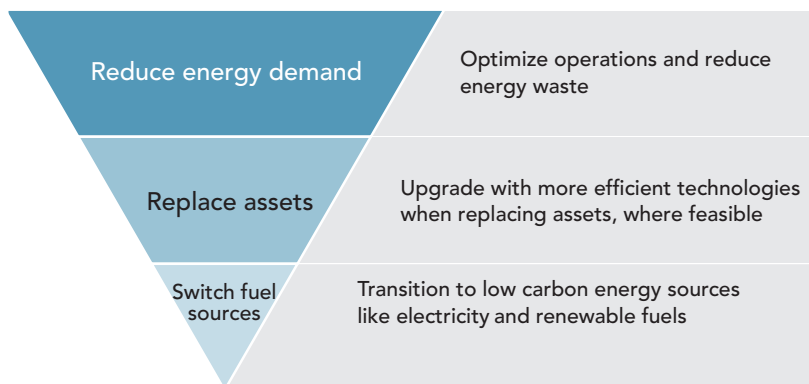 Reduce energy demand
Optimize operations and reduce
energy waste
Replace assets
Upgrade with more efficient technologies
when replacing assets, where feasible
Switch fuel
sources
Transition to low carbon energy sources
like electricity and renewable fuels